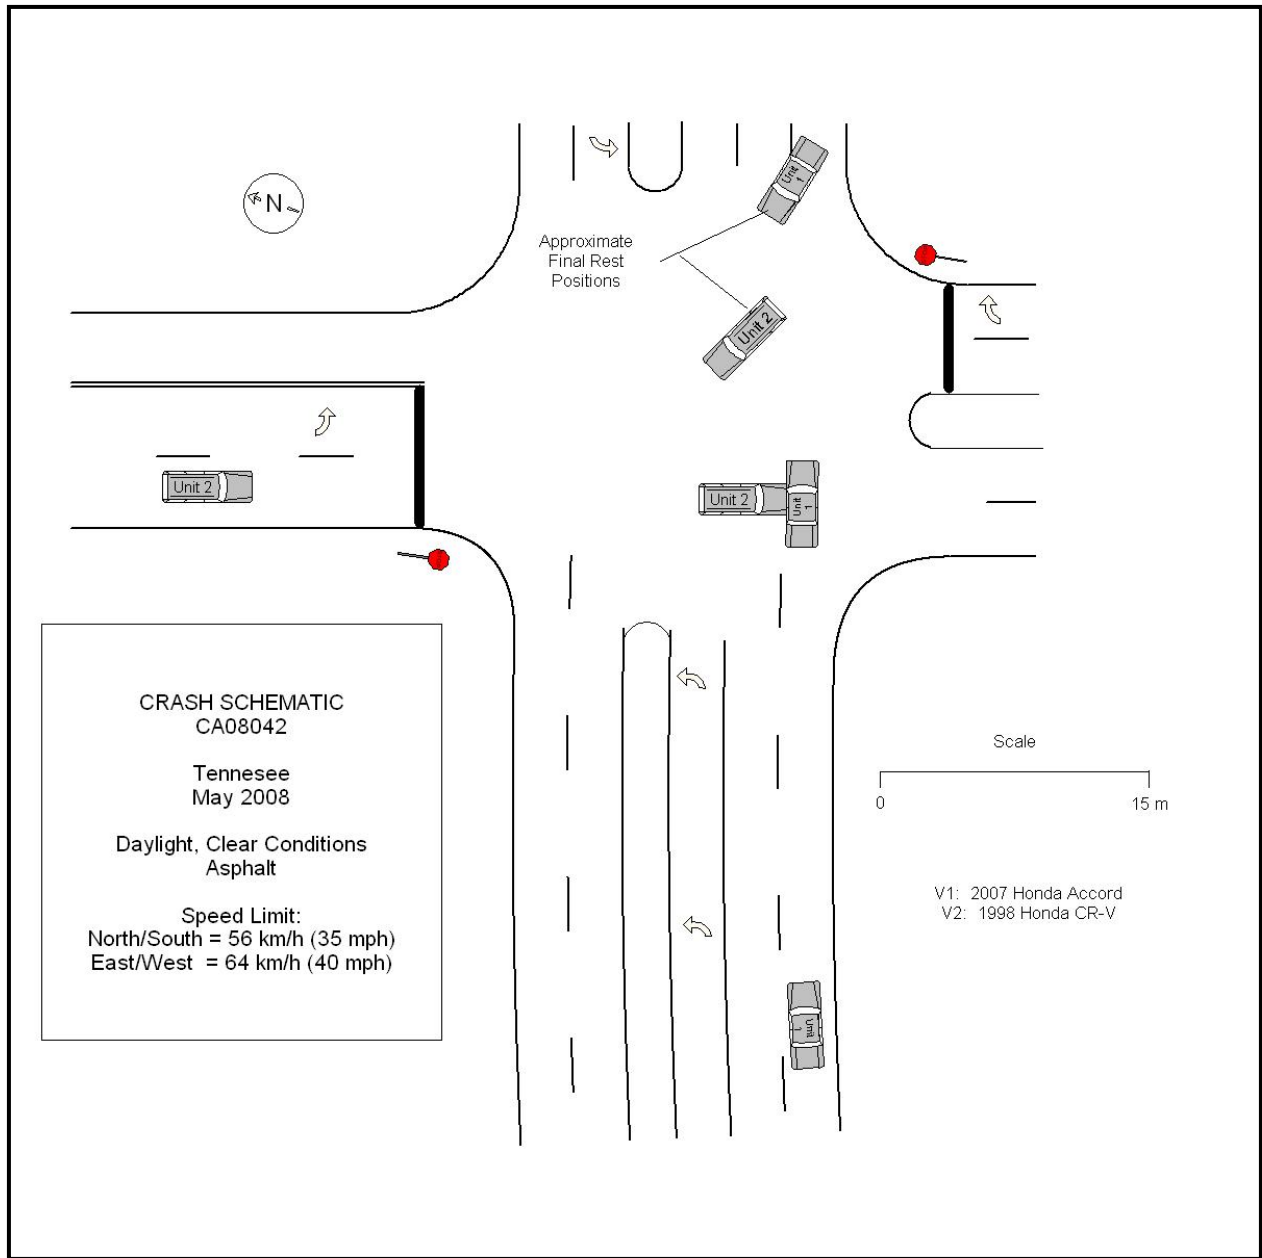 N
Approximate
Final Rest
Positions
Unit
1
Unit 2
Unit 2
Unit 2
Unit
1
CRASH SCHEMATIC
CA08042
Tennesee
May 2008
Daylight, Clear Conditions
Asphalt
Speed Limit:
North/South = 56 km/h (35 mph)
East/West = 64 km/h (40 mph)
Scale
0 15 m
V1: 2007 Honda Accord
V2: 1998 Honda CR-V
Unit
1